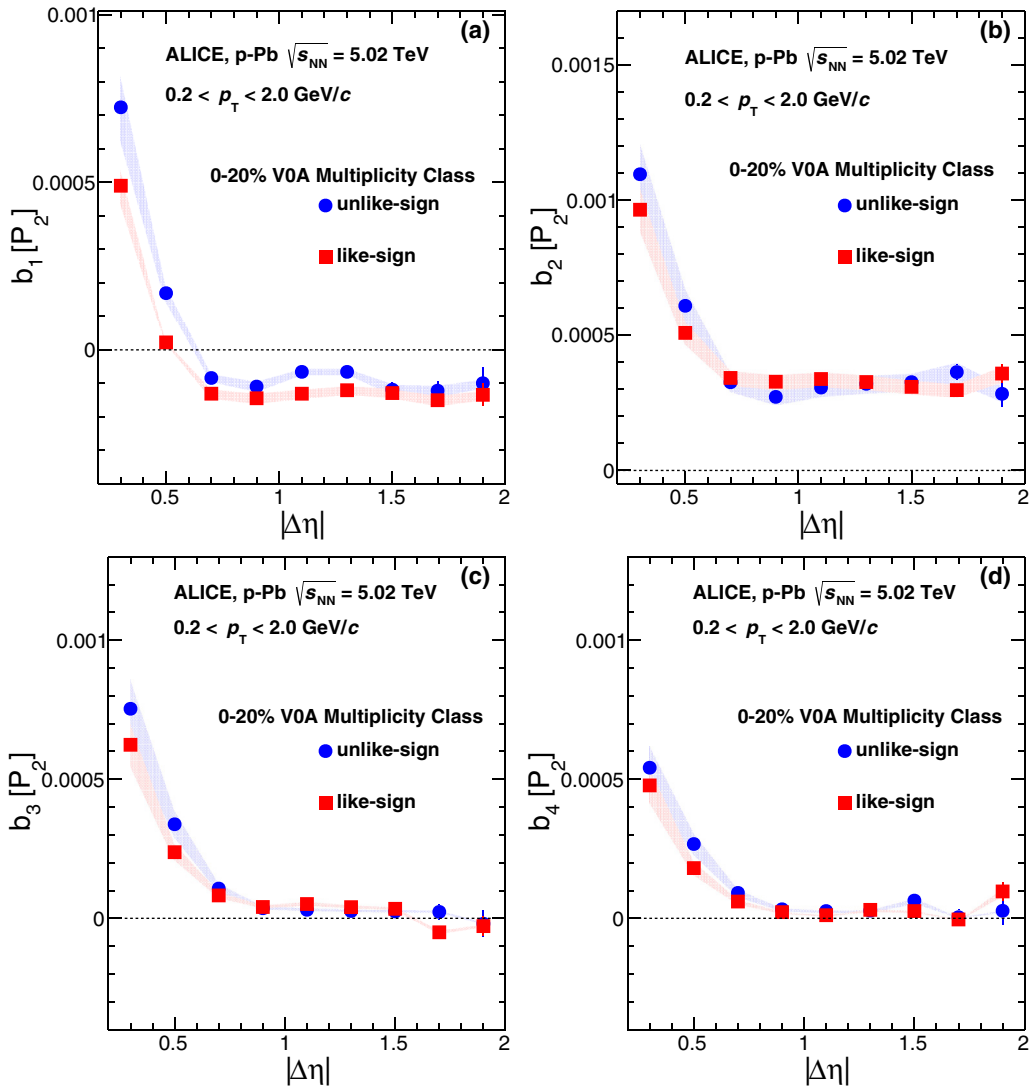 (a)
ALICE, p-Pb √sNN = 5.02 TeV
0.2 < pT < 2.0 GeV/c
0-20% V0A Multiplicity Class
unlike-sign
like-sign
0.001
0.0005
0
b1 [P2]
0.5 1 1.5 2
|Δη|
(b)
ALICE, p-Pb √sNN = 5.02 TeV
0.2 < pT < 2.0 GeV/c
0-20% V0A Multiplicity Class
unlike-sign
like-sign
0.0015
0.001
0.0005
0
b2 [P2]
0.5 1 1.5 2
|Δη|
(c)
ALICE, p-Pb √sNN = 5.02 TeV
0.2 < pT < 2.0 GeV/c
0-20% V0A Multiplicity Class
unlike-sign
like-sign
0.001
0.0005
0
b3 [P2]
0.5 1 1.5 2
|Δη|
(d)
ALICE, p-Pb √sNN = 5.02 TeV
0.2 < pT < 2.0 GeV/c
0-20% V0A Multiplicity Class
unlike-sign
like-sign
0.001
0.0005
0
b4 [P2]
0.5 1 1.5 2
|Δη|